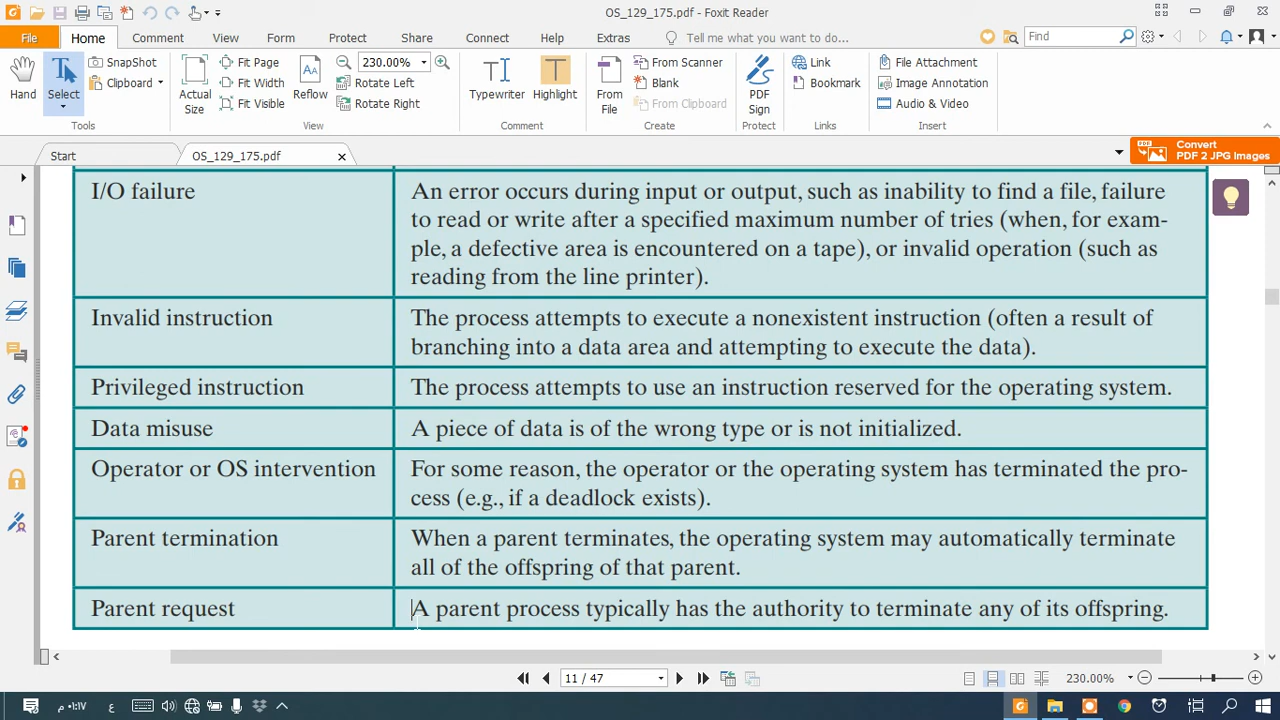 OS_129_175.pdf - Foxit Reader
File Home Comment View Form Protect Share Connect Help Extras Tell me what you want to do... Find
Hand
Select
SnapShot
Clipboard
Actual
Size
Fit Page
Fit Width
Fit Visible
Reflow
230.00%
Rotate Left
Rotate Right
Typewriter
Highlight
From
File
From Scanner
Blank
From Clipboard
PDF
Sign
Link
Bookmark
File Attachment
Image Annotation
Audio & Video
Tools View Comment Create Protect Links Insert
Start OS_129_175.pdf
Convert
PDF 2 JPG Images
I/O failure
An error occurs during input or output, such as inability to find a file, failure
to read or write after a specified maximum number of tries (when, for exam-
ple, a defective area is encountered on a tape), or invalid operation (such as
reading from the line printer).
Invalid instruction
The process attempts to execute a nonexistent instruction (often a result of
branching into a data area and attempting to execute the data).
Privileged instruction
The process attempts to use an instruction reserved for the operating system.
Data misuse
A piece of data is of the wrong type or is not initialized.
Operator or OS intervention
For some reason, the operator or the operating system has terminated the pro-
cess (e.g., if a deadlock exists).
Parent termination
When a parent terminates, the operating system may automatically terminate
all of the offspring of that parent.
Parent request
A parent process typically has the authority to terminate any of its offspring.
11 / 47
230.00%
٠١:١٧ م
ع